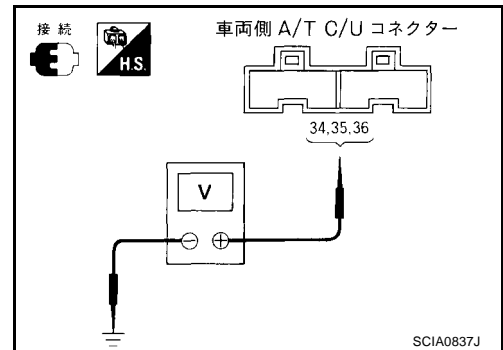 接続
H.S.
車両側 A/T C/U コネクター
34,35,36
V
SCIA0837J